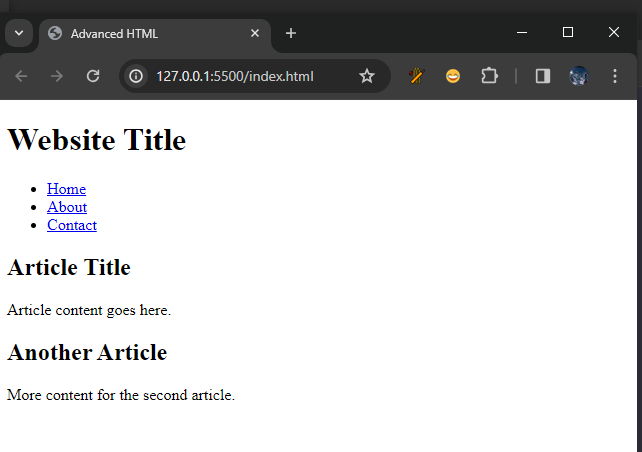 Advanced HTML
127.0.0.1:5500/index.html
Website Title
Home
About
Contact
Article Title
Article content goes here.
Another Article
More content for the second article.